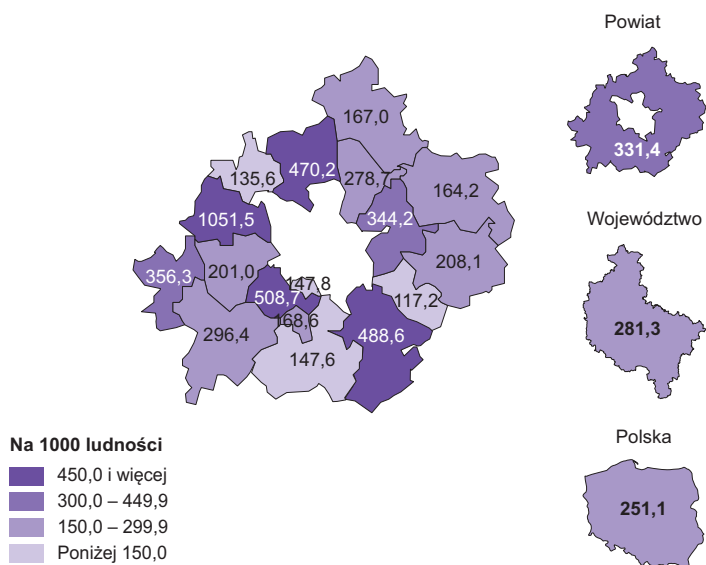 Powiat
331,4
Województwo
281,3
Polska
251,1
167,0
470,2
135,6
278,7
164,2
344,2
1051,5
208,1
356,3
201,0
147,8
508,7
117,2
168,6
488,6
296,4
147,6
Na 1000 ludności
450,0 i więcej
300,0 – 449,9
150,0 – 299,9
Poniżej 150,0